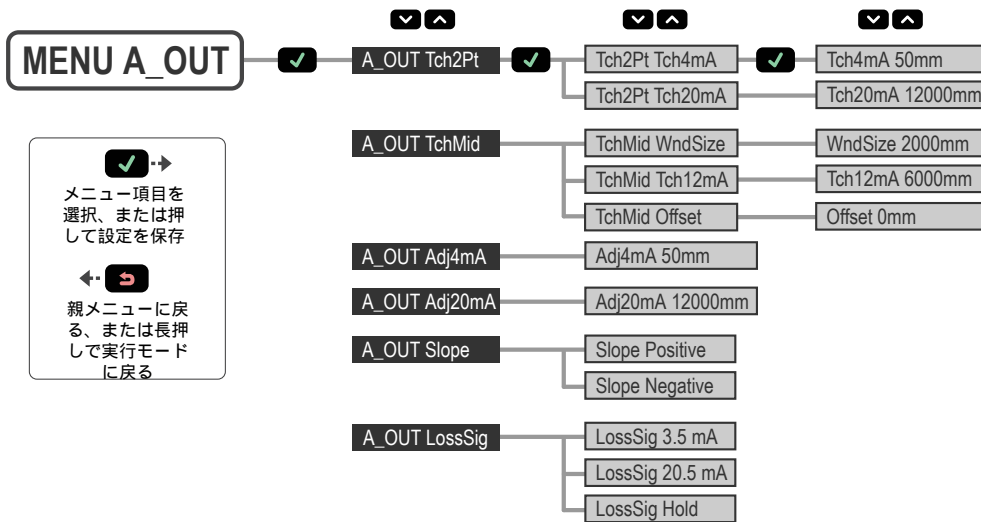 MENU A_OUT
A_OUT Tch2Pt
Tch2Pt Tch4mA
Tch4mA 50mm
Tch2Pt Tch20mA
Tch20mA 12000mm
A_OUT TchMid
TchMid WndSize
WndSize 2000mm
TchMid Tch12mA
Tch12mA 6000mm
TchMid Offset
Offset 0mm
A_OUT Adj4mA
Adj4mA 50mm
A_OUT Adj20mA
Adj20mA 12000mm
A_OUT Slope
Slope Positive
Slope Negative
A_OUT LossSig
LossSig 3.5 mA
LossSig 20.5 mA
LossSig Hold
メニュー項目を
選択、または押
して設定を保存
親メニューに戻
る、または長押
しで実行モード
に戻る